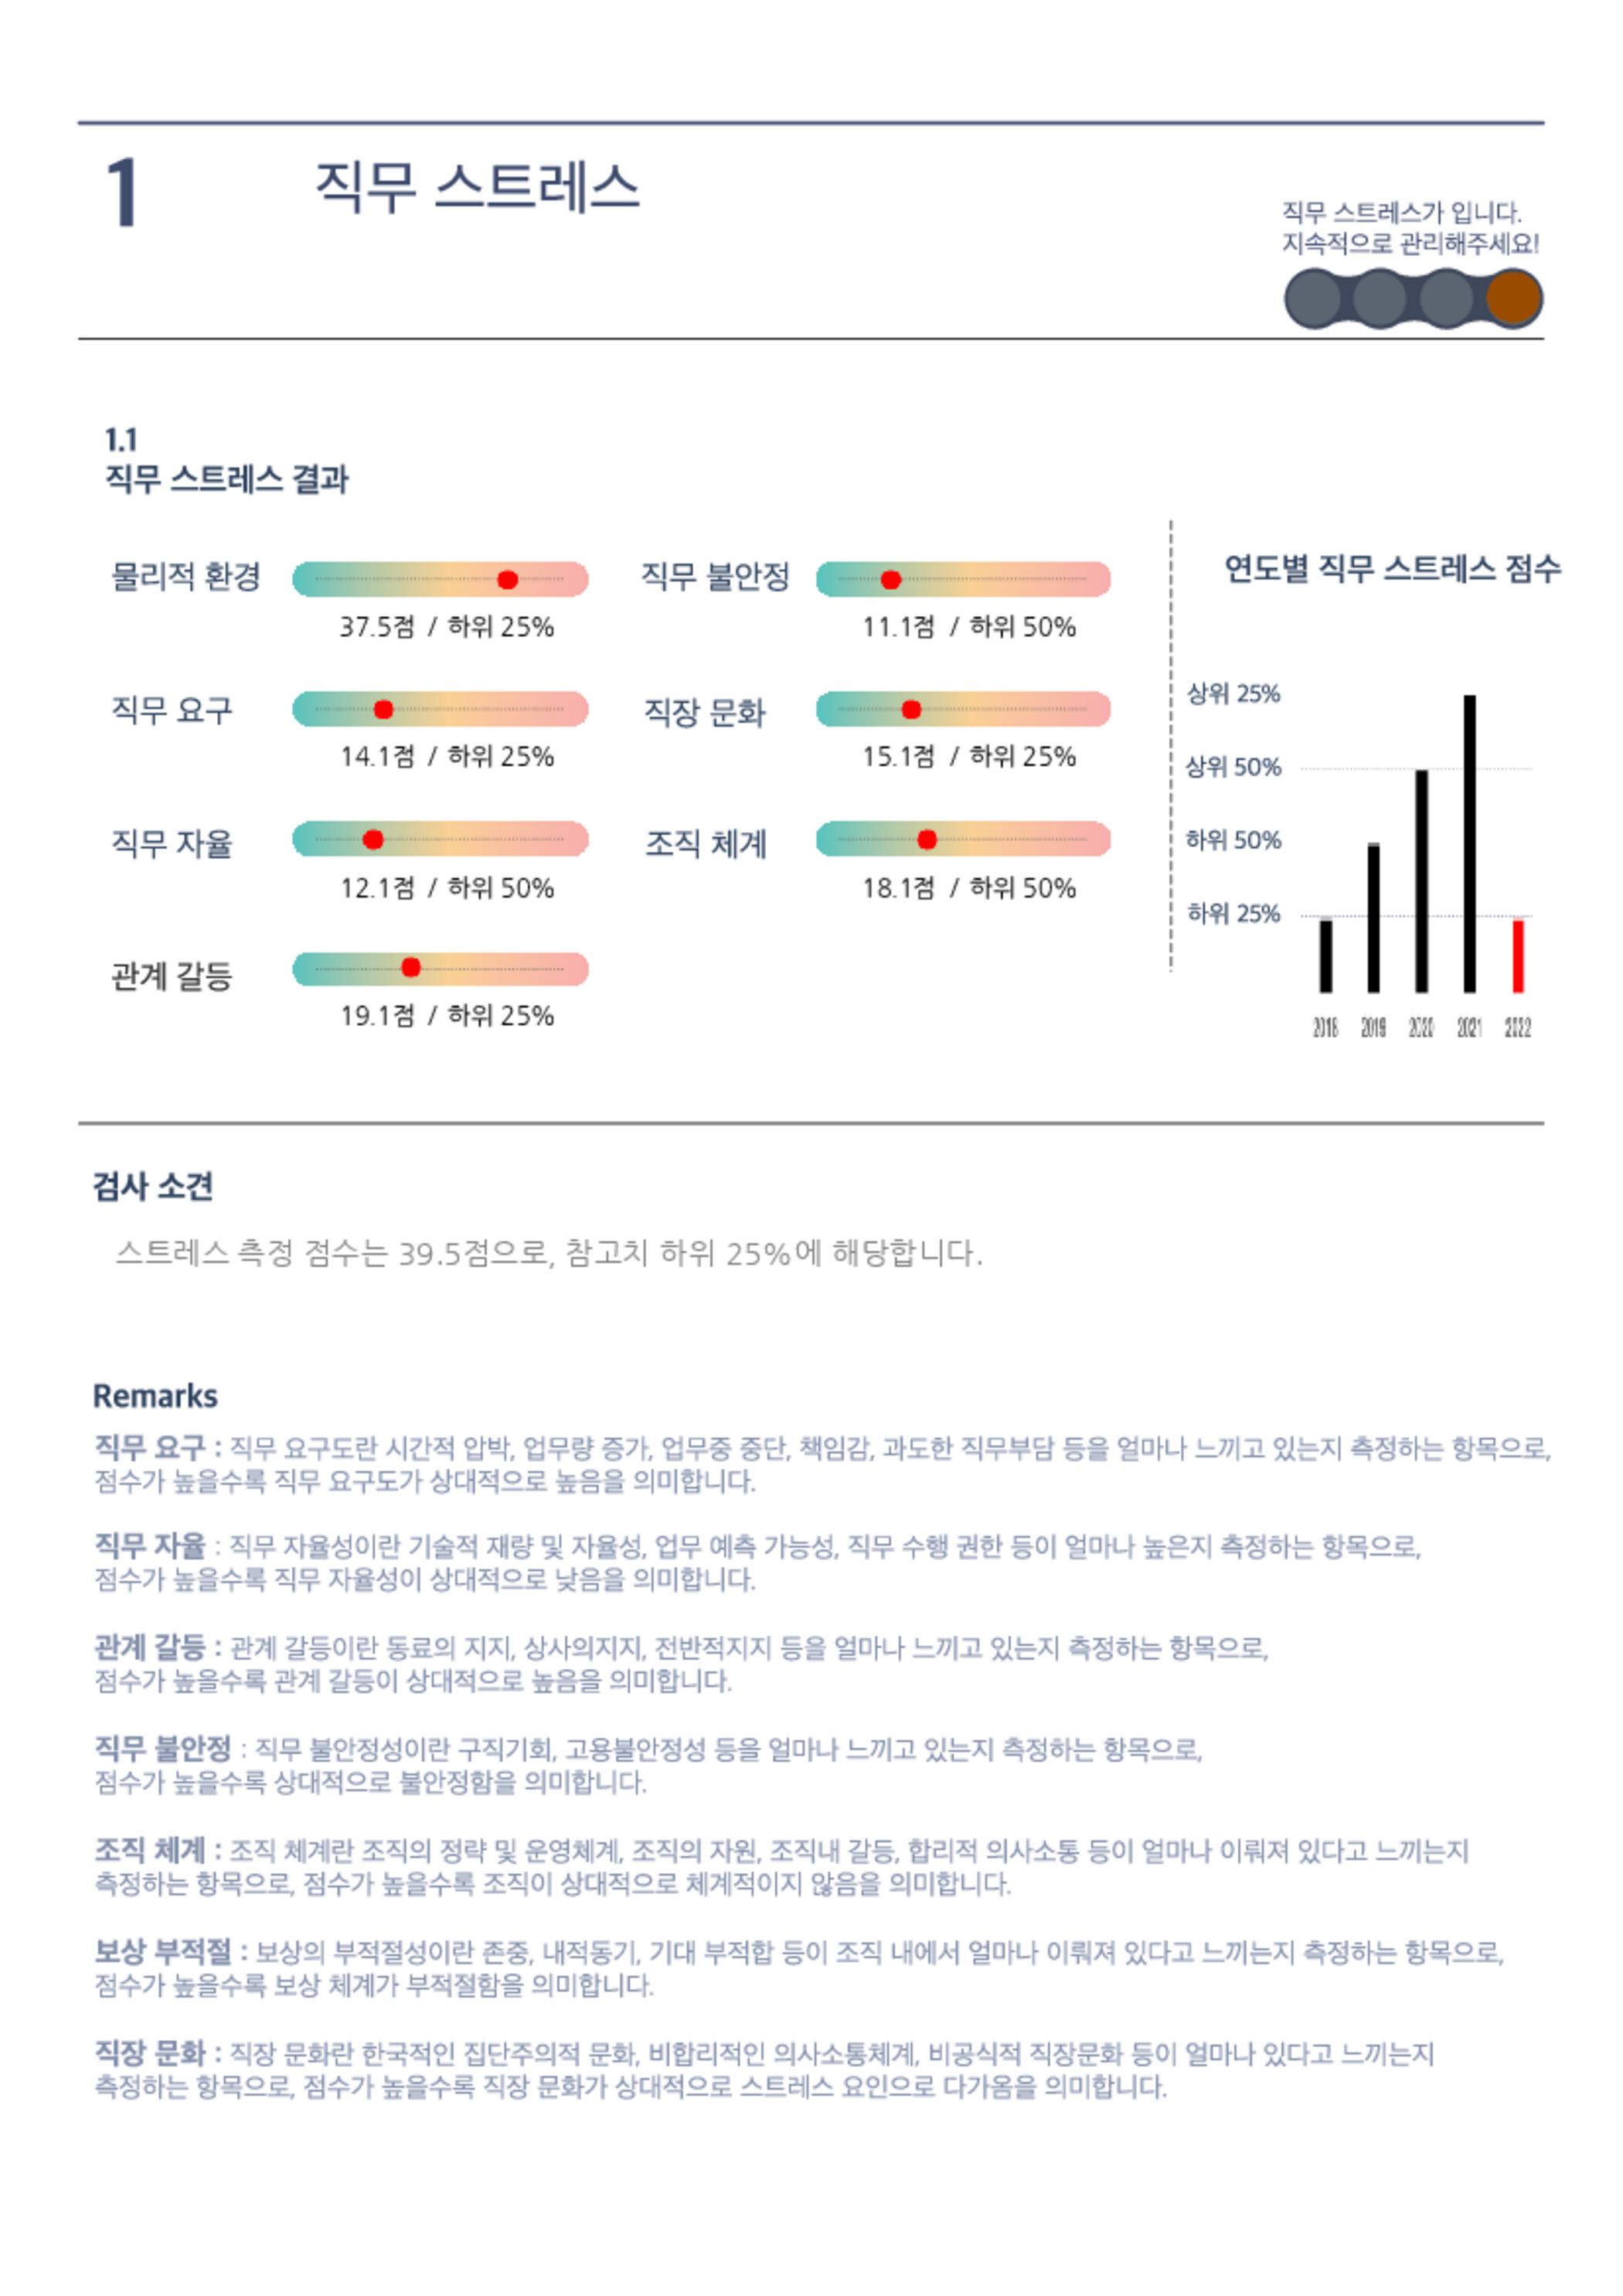 1
직무 스트레스
직무 스트레스가 입니다.
지속적으로 관리해주세요!
1.1
직무 스트레스 결과
물리적 환경
37.5점 / 하위 25%
직무 요구
14.1점 / 하위 25%
직무 자율
12.1점 / 하위 50%
관계 갈등
19.1점 / 하위 25%
직무 불안정
11.1점 / 하위 50%
직장 문화
15.1점 / 하위 25%
조직 체계
18.1점 / 하위 50%
연도별 직무 스트레스 점수
상위 25%
상위 50%
하위 50%
하위 25%
2018 2019 2020 2021 2022
검사 소견
스트레스 측정 점수는 39.5점으로, 참고치 하위 25%에 해당합니다.
Remarks
직무 요구 : 직무 요구도란 시간적 압박, 업무량 증가, 업무중 중단, 책임감, 과도한 직무부담 등을 얼마나 느끼고 있는지 측정하는 항목으로,
점수가 높을수록 직무 요구도가 상대적으로 높음을 의미합니다.
직무 자율 : 직무 자율성이란 기술적 재량 및 자율성, 업무 예측 가능성, 직무 수행 권한 등이 얼마나 높은지 측정하는 항목으로,
점수가 높을수록 직무 자율성이 상대적으로 낮음을 의미합니다.
관계 갈등 : 관계 갈등이란 동료의 지지, 상사의지지, 전반적지지 등을 얼마나 느끼고 있는지 측정하는 항목으로,
점수가 높을수록 관계 갈등이 상대적으로 높음을 의미합니다.
직무 불안정 : 직무 불안정성이란 구직기회, 고용불안정성 등을 얼마나 느끼고 있는지 측정하는 항목으로,
점수가 높을수록 상대적으로 불안정함을 의미합니다.
조직 체계 : 조직 체계란 조직의 정략 및 운영체계, 조직의 자원, 조직내 갈등, 합리적 의사소통 등이 얼마나 이뤄져 있다고 느끼는지
측정하는 항목으로, 점수가 높을수록 조직이 상대적으로 체계적이지 않음을 의미합니다.
보상 부적절 : 보상의 부적절성이란 존중, 내적동기, 기대 부적합 등이 조직 내에서 얼마나 이뤄져 있다고 느끼는지 측정하는 항목으로,
점수가 높을수록 보상 체계가 부적절함을 의미합니다.
직장 문화 : 직장 문화란 한국적인 집단주의적 문화, 비합리적인 의사소통체계, 비공식적 직장문화 등이 얼마나 있다고 느끼는지
측정하는 항목으로, 점수가 높을수록 직장 문화가 상대적으로 스트레스 요인으로 다가옴을 의미합니다.